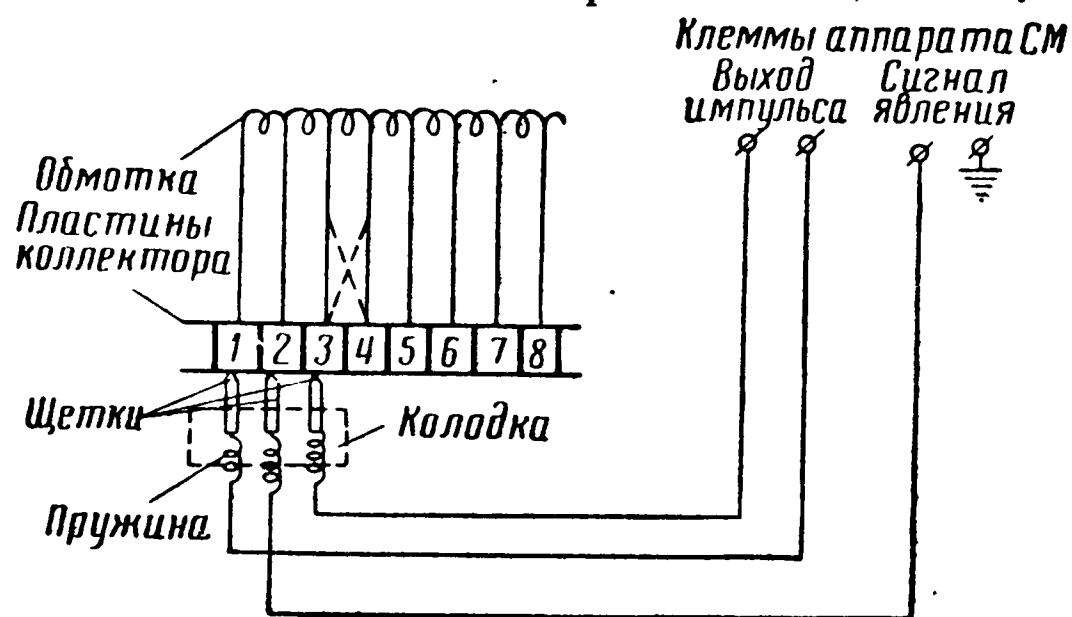 Клеммы аппарата СМ
Выход Сигнал
импульса явления
Обмотка
Пластины
коллектора
1 2 3 4 5 6 7 8
Щетки
Колодка
Пружина